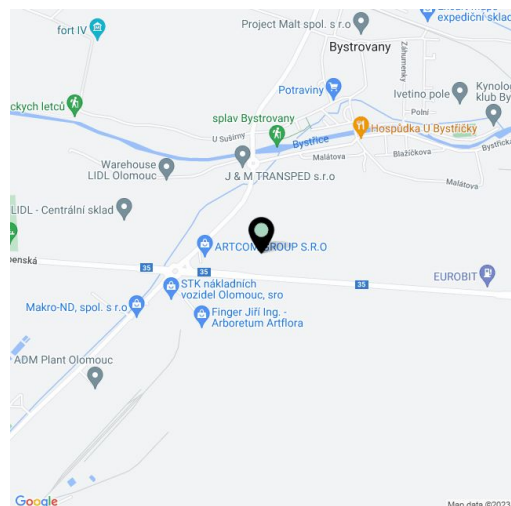 Project Malt spol. s r.o
expediční sklad
fort IV
Bystrovany
Záhumenky
Potraviny
Ivetino pole
Kynolog
klub By
ckych letců
splav Bystrovany
Polní
Hospůdka U Bystřičky
U Sušírny
Bystřice
Bystřička
Malátova
Blažíčkova
Warehouse
LIDL Olomouc
J & M TRANSPED s.r.o
Malátova
LIDL - Centrální sklad
ARTCOM GROUP S.R.O
penská
35
35
35
EUROBIT
STK nákladních
vozidel Olomouc, sro
Makro-ND, spol. s r.o
Finger Jiří Ing. -
Arboretum Artflora
ADM Plant Olomouc
Google
Map data ©2023